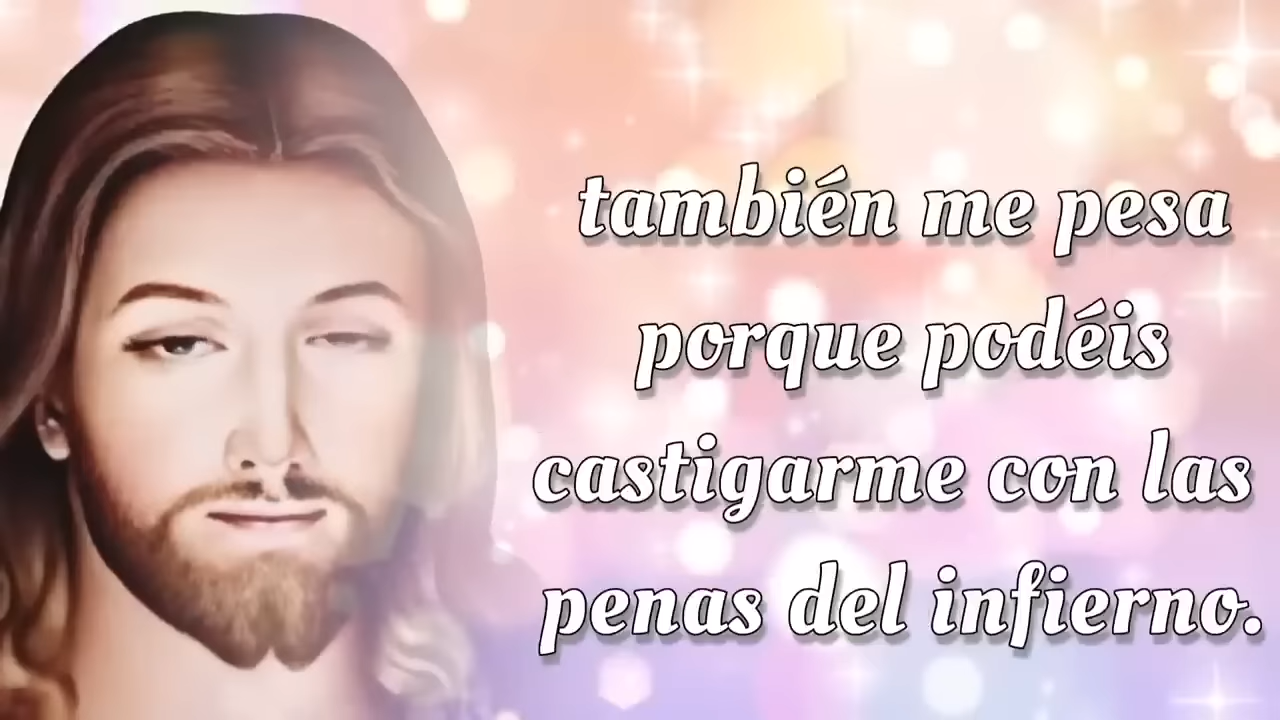 también me pesa
porque podéis
castigarme con las
penas del infierno.